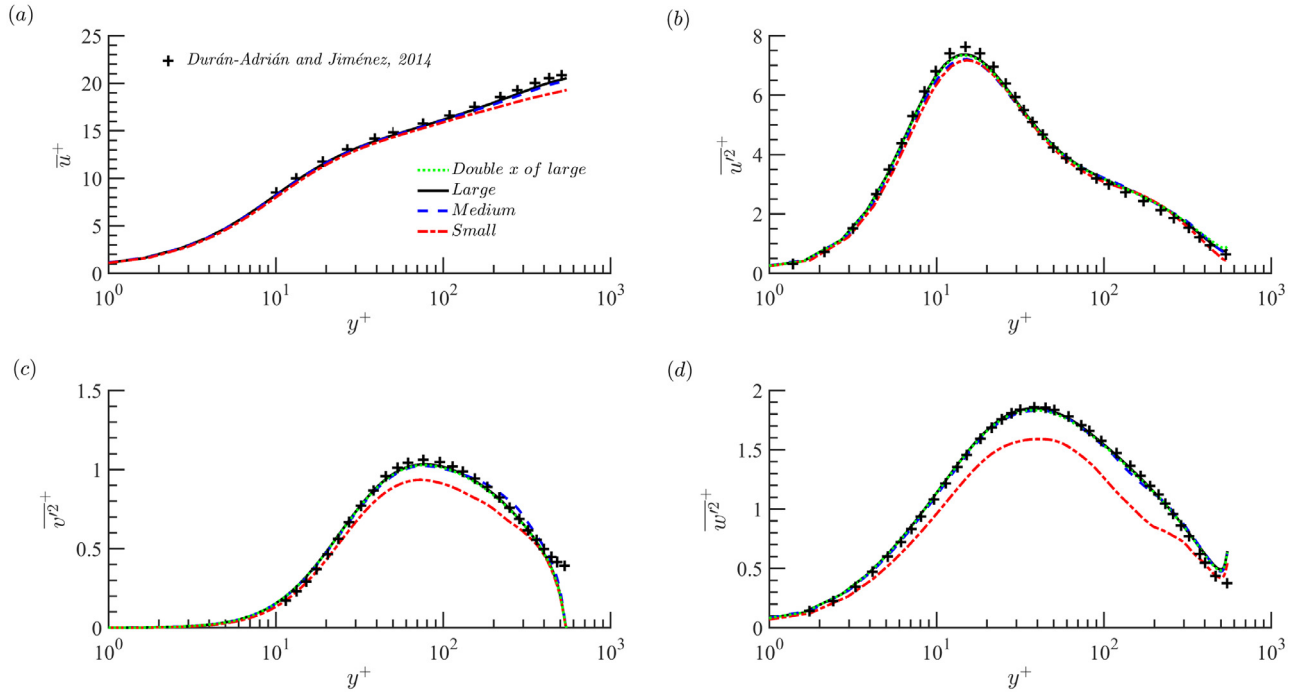 (a)
25
20
15
10
5
0
u̅⁺
✚ Durán-Adrián and Jiménez, 2014
Double x of large
Large
Medium
Small
10⁰ 10¹ 10² 10³
y⁺
(b)
8
6
4
2
0
u′²⁺
10⁰ 10¹ 10² 10³
y⁺
(c)
1.5
1
0.5
0
v′²⁺
10⁰ 10¹ 10² 10³
y⁺
(d)
2
1.5
1
0.5
0
w′²⁺
10⁰ 10¹ 10² 10³
y⁺